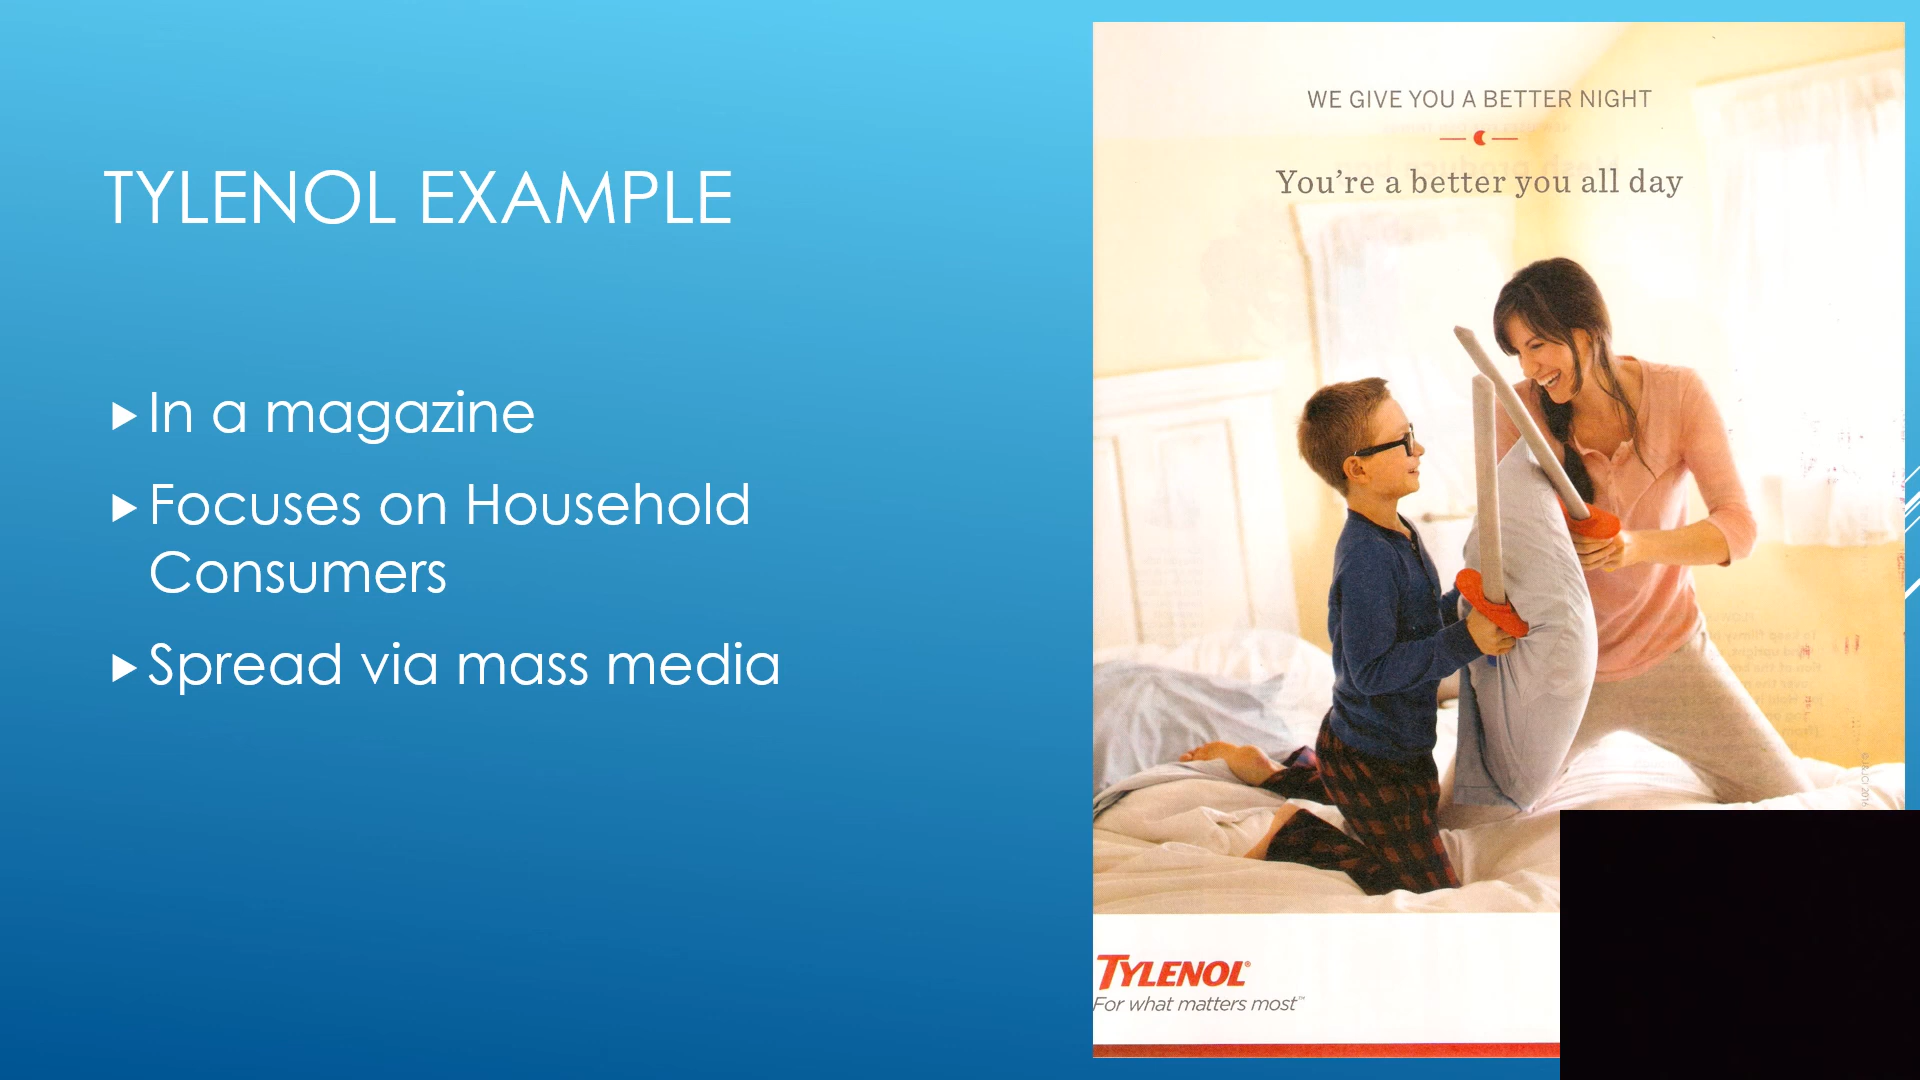 TYLENOL EXAMPLE
In a magazine
Focuses on Household
Consumers
Spread via mass media
WE GIVE YOU A BETTER NIGHT
You're a better you all day
TYLENOL®
For what matters most™